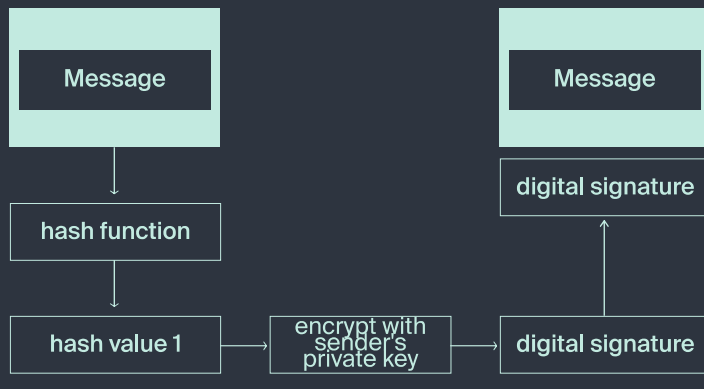 Message
hash function
hash value 1
encrypt with
sender's
private key
digital signature
digital signature
Message